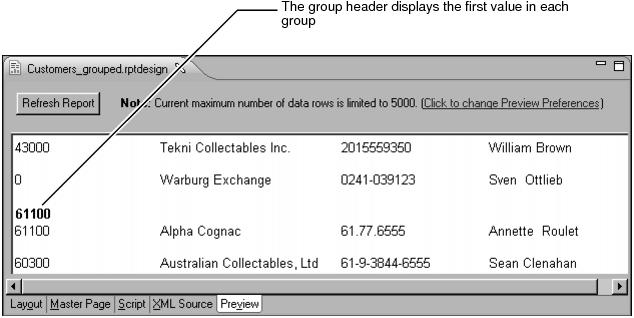 The group header displays the first value in each
group
Customers_grouped.rptdesign
Refresh Report Note: Current maximum number of data rows is limited to 5000. (Click to change Preview Preferences)
43000 Tekni Collectables Inc. 2015559350 William Brown
0 Warburg Exchange 0241-039123 Sven Ottlieb
61100
61100 Alpha Cognac 61.77.6555 Annette Roulet
60300 Australian Collectables, Ltd 61-9-3844-6555 Sean Clenahan
Layout Master Page Script XML Source Preview